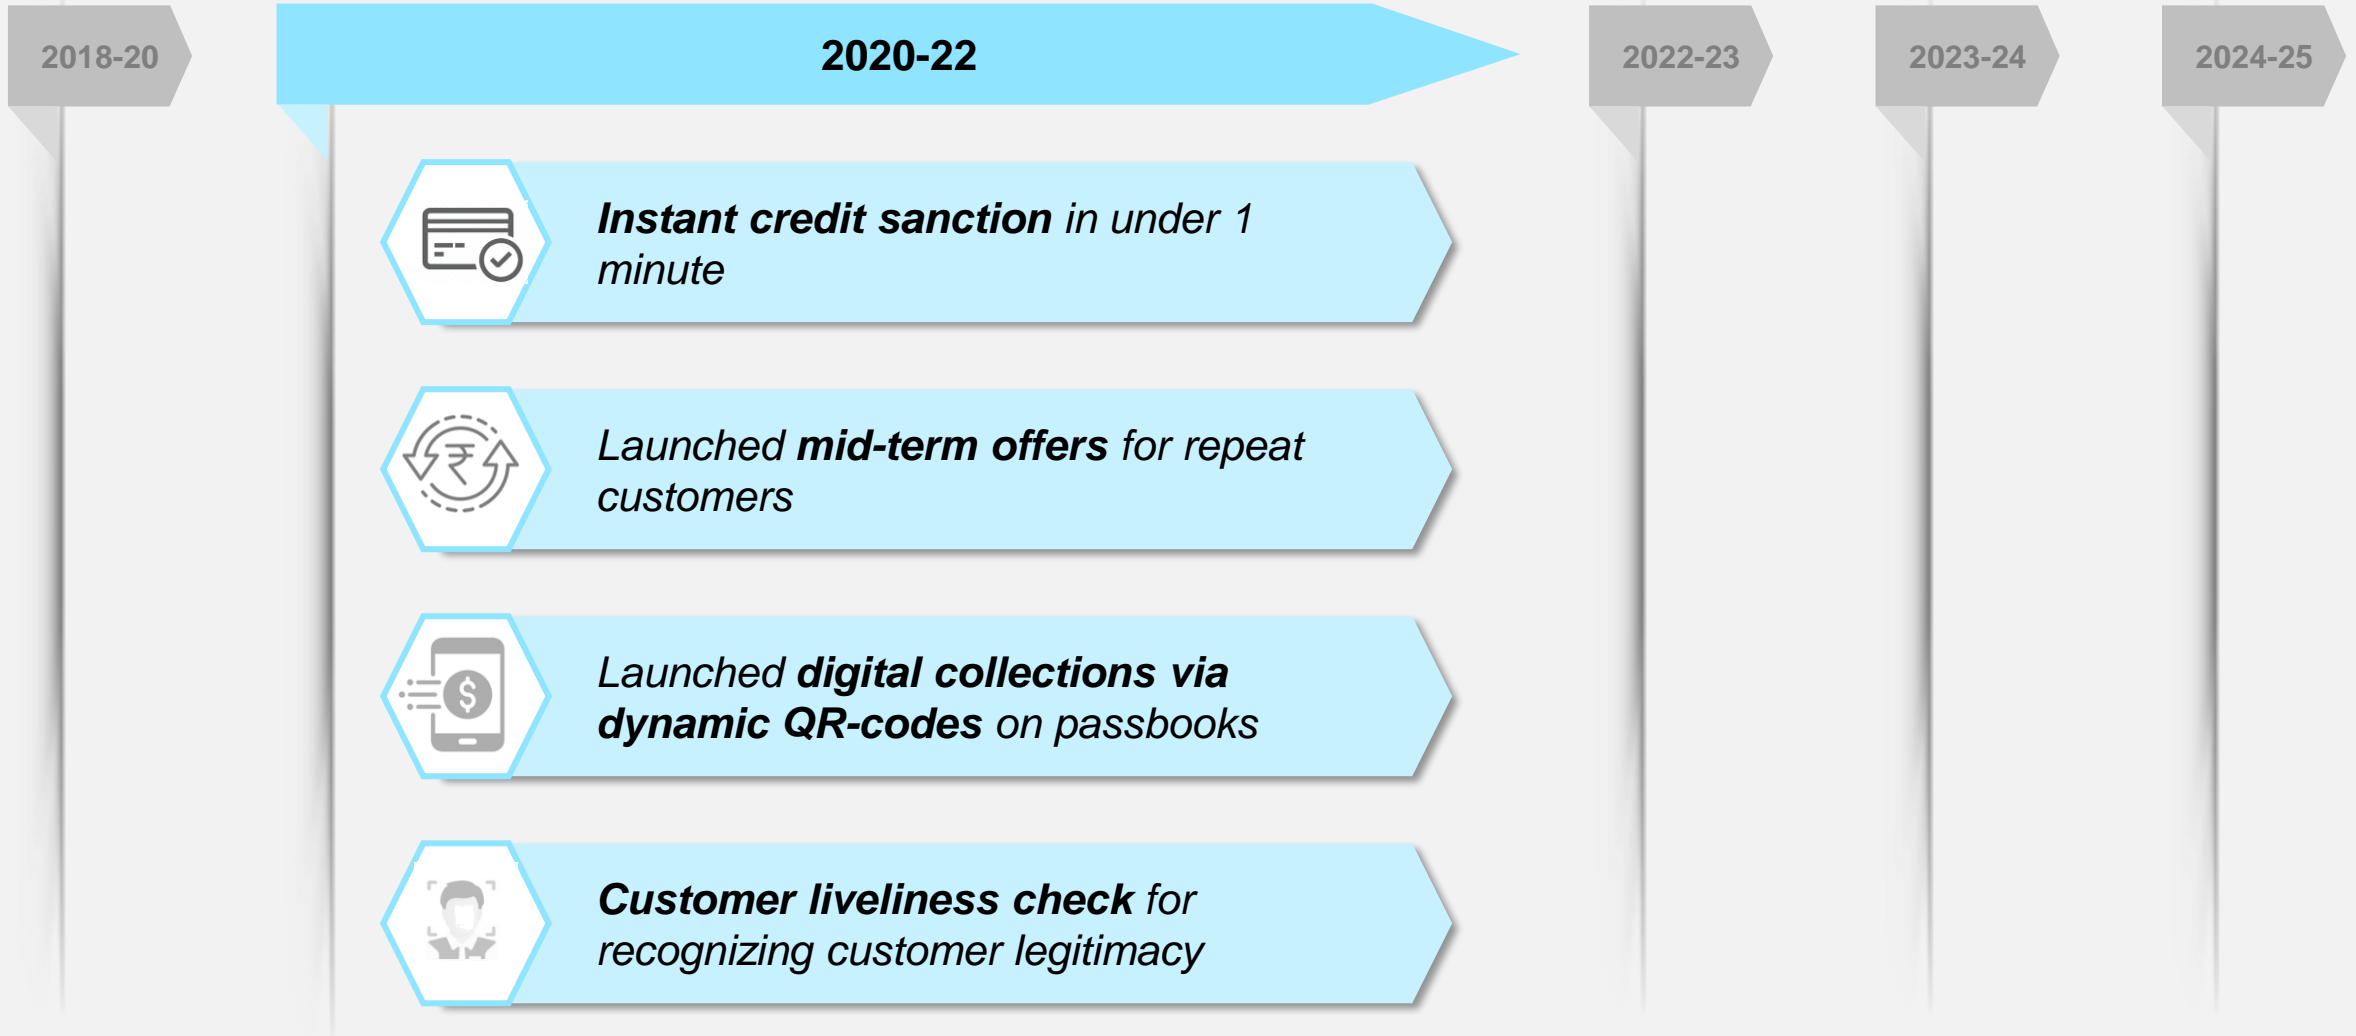 2018-20
2020-22
2022-23
2023-24
2024-25
Instant credit sanction in under 1
minute
₹
Launched mid-term offers for repeat
customers
$
Launched digital collections via
dynamic QR-codes on passbooks
Customer liveliness check for
recognizing customer legitimacy